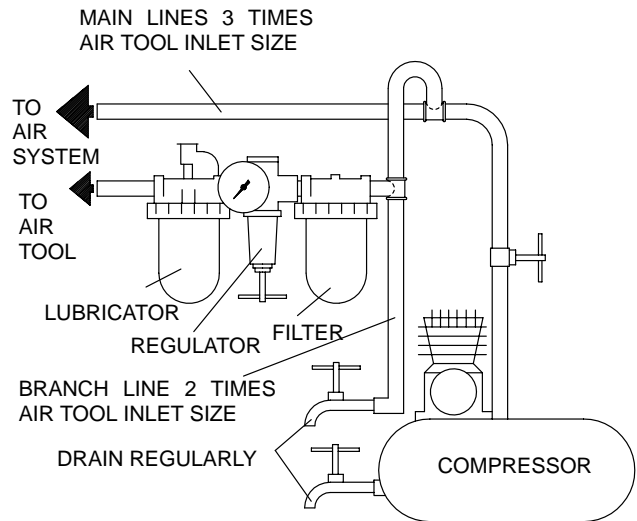 MAIN LINES 3 TIMES
AIR TOOL INLET SIZE
TO
AIR
SYSTEM
TO
AIR
TOOL
LUBRICATOR
REGULATOR
FILTER
BRANCH LINE 2 TIMES
AIR TOOL INLET SIZE
DRAIN REGULARLY
COMPRESSOR